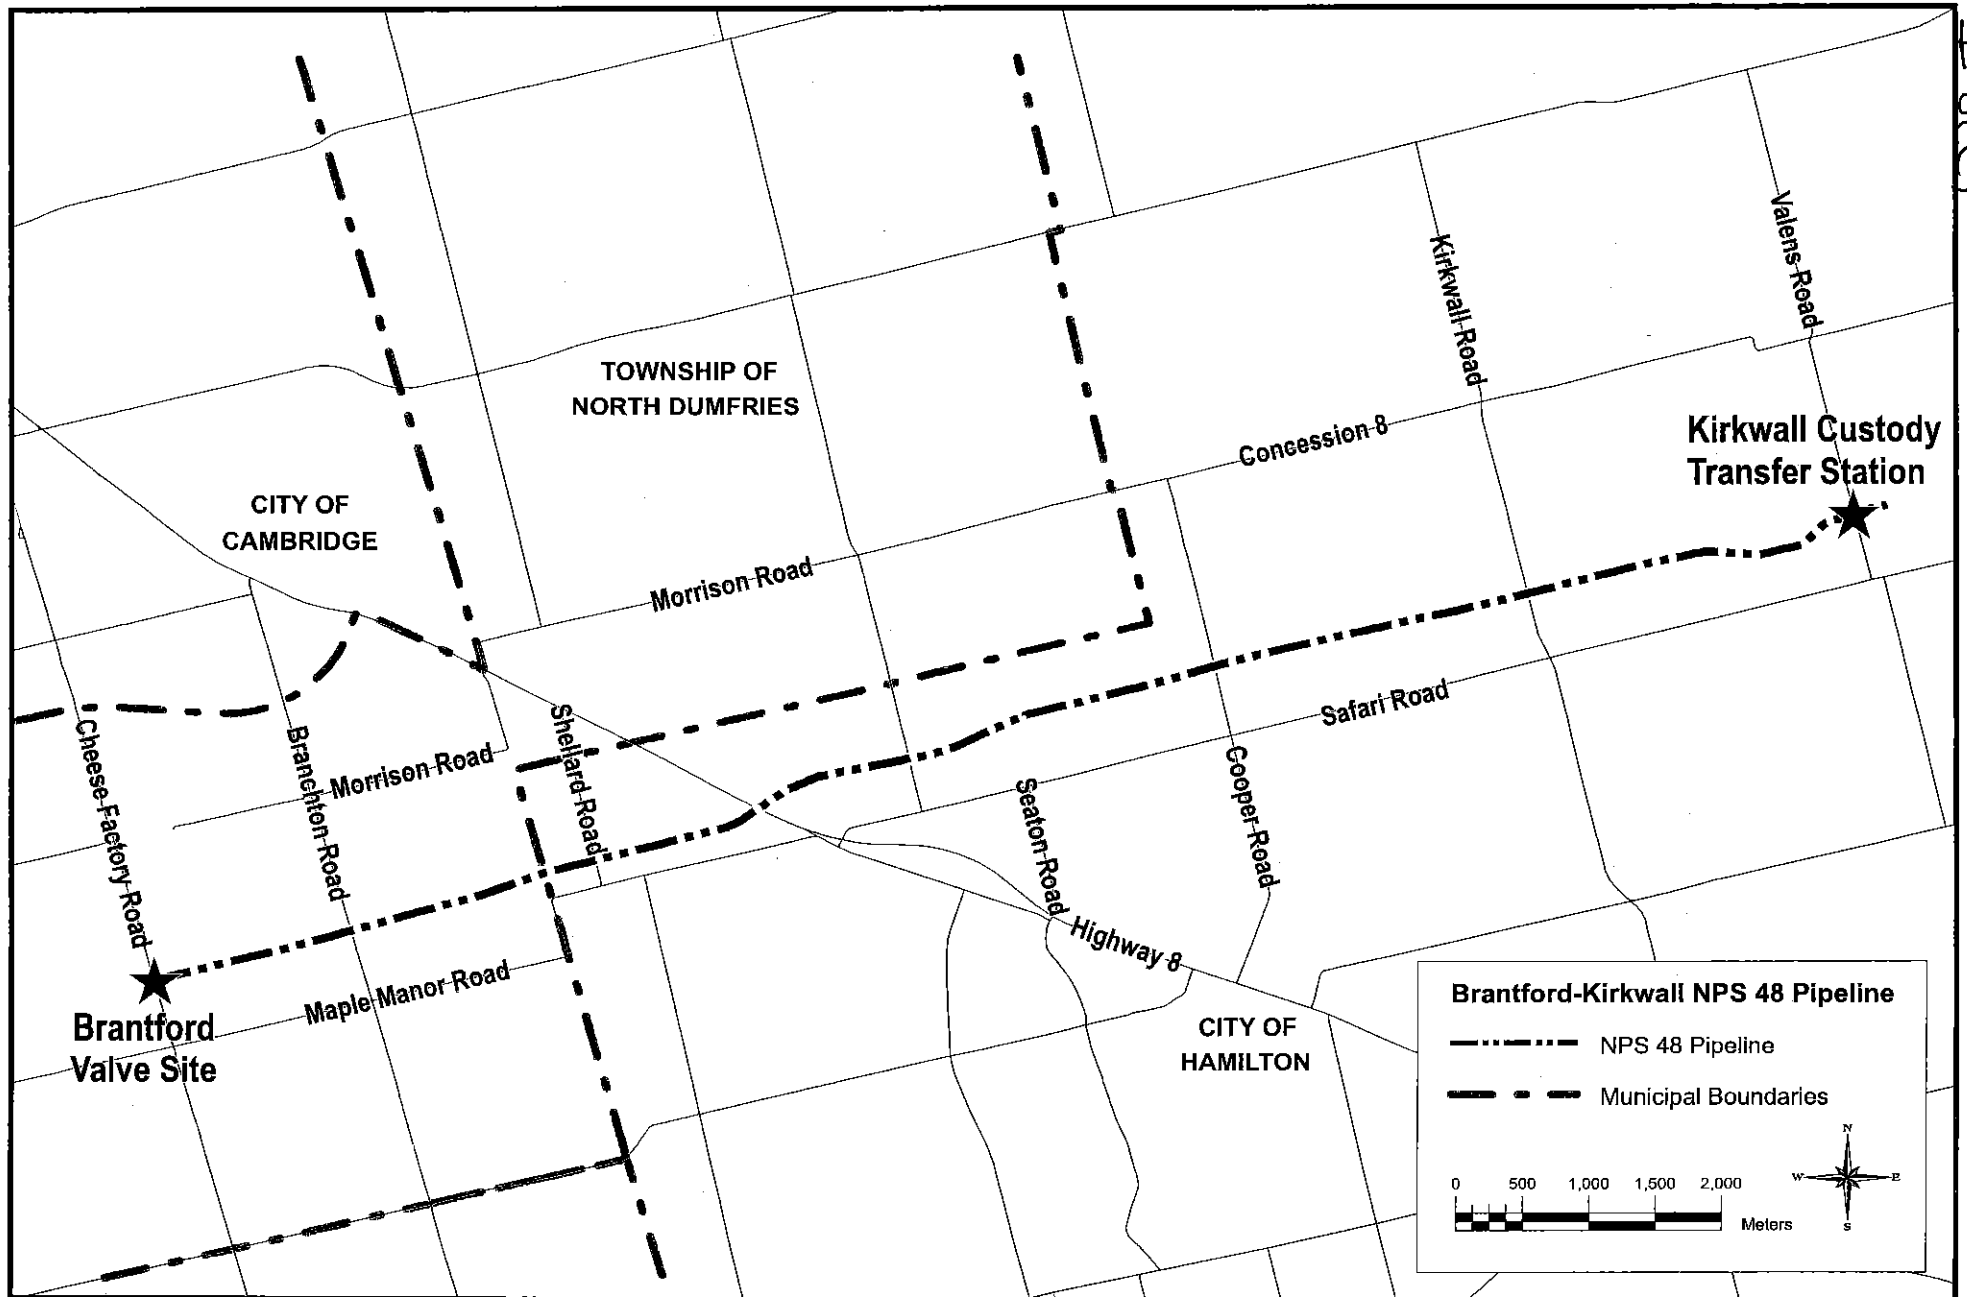 Valens Road
Kirkwall Road
TOWNSHIP OF
NORTH DUMFRIES
Concession 8
Kirkwall Custody
Transfer Station
CITY OF
CAMBRIDGE
Morrison Road
Safari Road
Cheese Factory Road
Branchton Road
Morrison Road
Shellard Road
Seaton Road
Cooper Road
Highway 8
Maple Manor Road
Brantford
Valve Site
CITY OF
HAMILTON
Brantford-Kirkwall NPS 48 Pipeline
NPS 48 Pipeline
Municipal Boundaries
N
W E
S
0 500 1,000 1,500 2,000
Meters